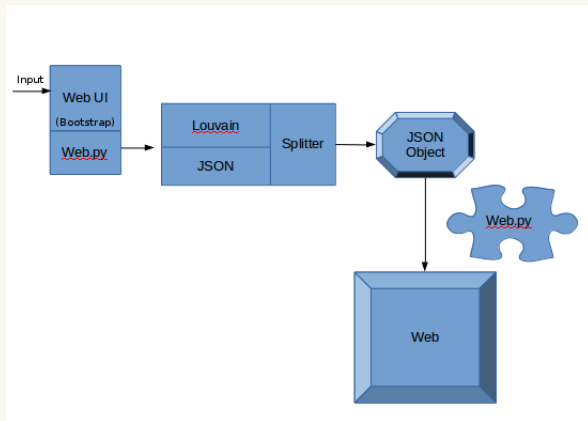 Input
Web UI
(Bootstrap)
Web.py
Louvain
JSON
Splitter
JSON
Object
Web.py
Web